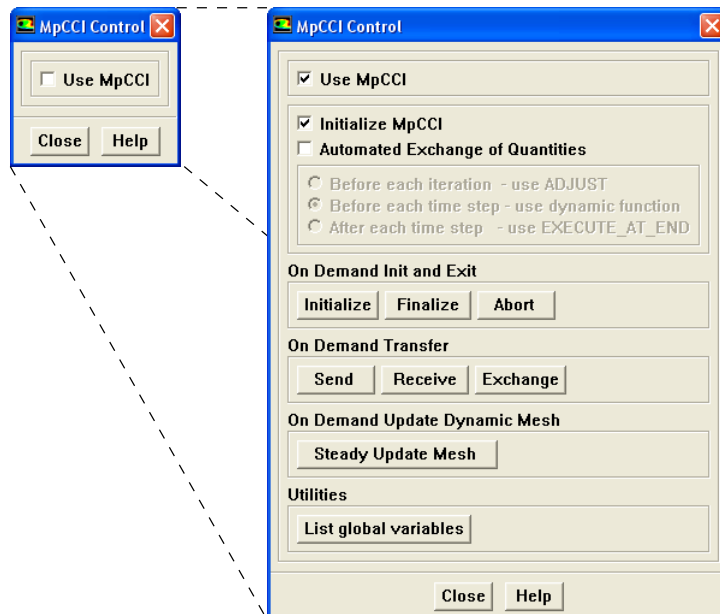 MpCCI Control
Use MpCCI
Close Help
MpCCI Control
Use MpCCI
Initialize MpCCI
Automated Exchange of Quantities
Before each iteration - use ADJUST
Before each time step - use dynamic function
After each time step - use EXECUTE_AT_END
On Demand Init and Exit
Initialize Finalize Abort
On Demand Transfer
Send Receive Exchange
On Demand Update Dynamic Mesh
Steady Update Mesh
Utilities
List global variables
Close Help